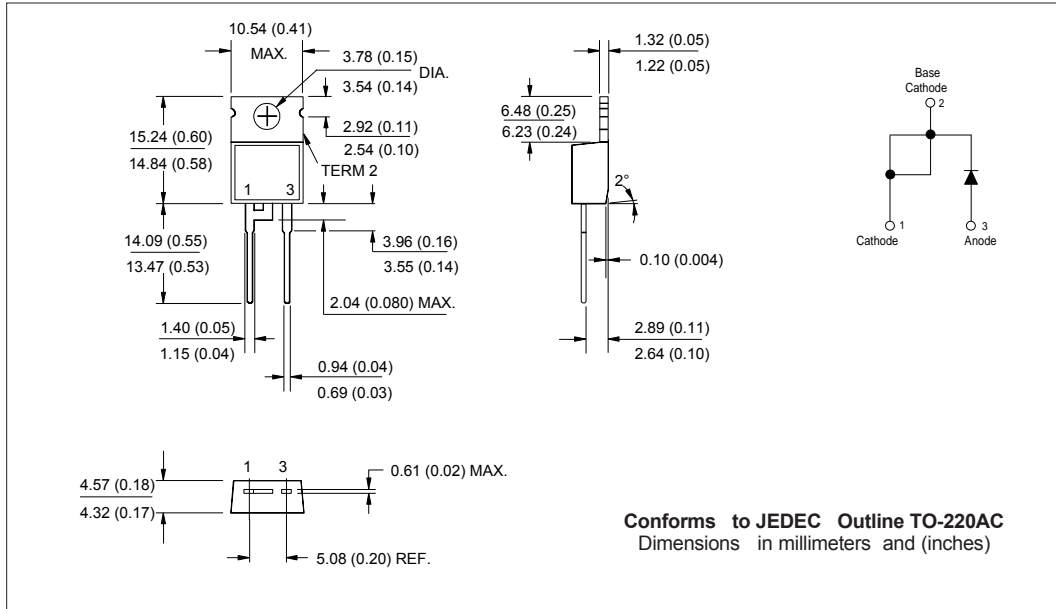 10.54 (0.41)
MAX.
3.78 (0.15)
3.54 (0.14)
DIA.
2.92 (0.11)
2.54 (0.10)
TERM 2
15.24 (0.60)
14.84 (0.58)
1 3
14.09 (0.55)
13.47 (0.53)
3.96 (0.16)
3.55 (0.14)
2.04 (0.080) MAX.
1.40 (0.05)
1.15 (0.04)
0.94 (0.04)
0.69 (0.03)
1.32 (0.05)
1.22 (0.05)
6.48 (0.25)
6.23 (0.24)
2°
0.10 (0.004)
2.89 (0.11)
2.64 (0.10)
Base
Cathode
2
1
Cathode
3
Anode
1 3
0.61 (0.02) MAX.
4.57 (0.18)
4.32 (0.17)
5.08 (0.20) REF.
Conforms to JEDEC Outline TO-220AC
Dimensions in millimeters and (inches)